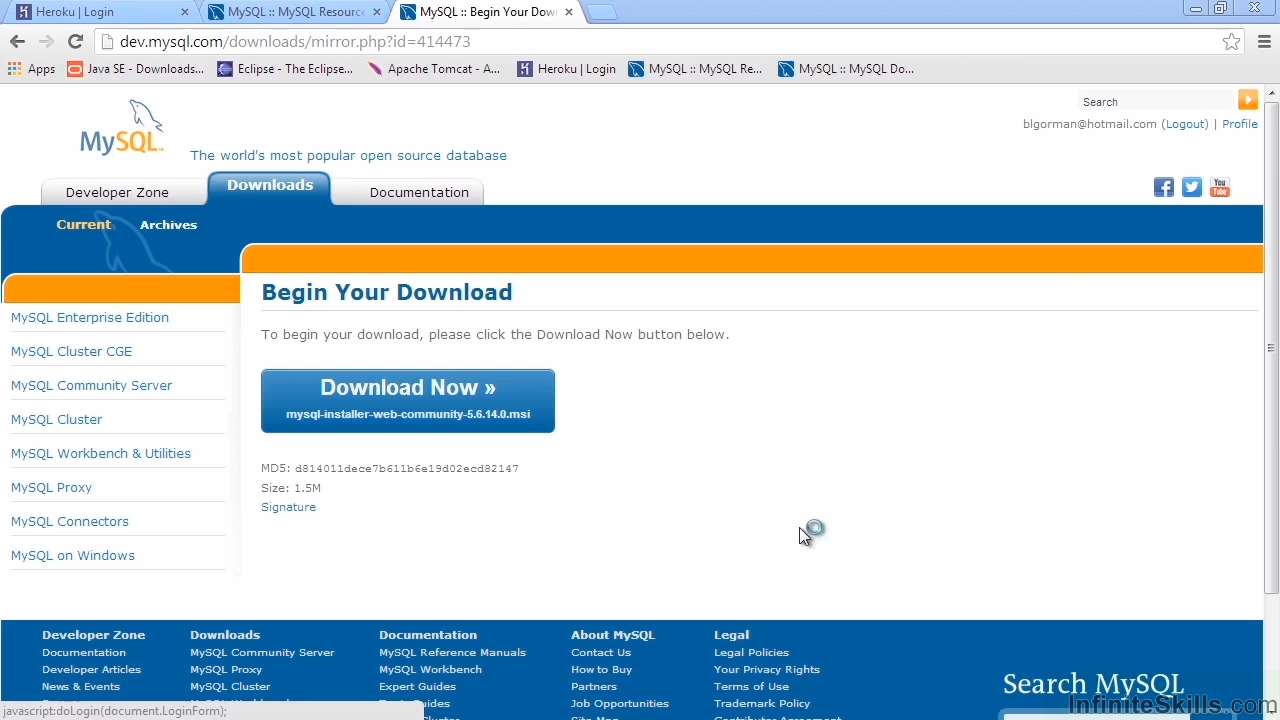 Heroku | Login
MySQL :: MySQL Resourc
MySQL :: Begin Your Dow
dev.mysql.com/downloads/mirror.php?id=414473
Apps
Java SE - Downloads...
Eclipse - The Eclipse...
Apache Tomcat - A...
Heroku | Login
MySQL :: MySQL Re...
MySQL :: MySQL Do...
Search
MySQL™
The world's most popular open source database
blgorman@hotmail.com (Logout) | Profile
Developer Zone
Downloads
Documentation
You Tube
Current
Archives
MySQL Enterprise Edition
MySQL Cluster CGE
MySQL Community Server
MySQL Cluster
MySQL Workbench & Utilities
MySQL Proxy
MySQL Connectors
MySQL on Windows
Begin Your Download
To begin your download, please click the Download Now button below.
Download Now »
mysql-installer-web-community-5.6.14.0.msi
MD5: d814011dece7b611b6e19d02ecd82147
Size: 1.5M
Signature
Developer Zone
Documentation
Developer Articles
News & Events
Downloads
MySQL Community Server
MySQL Proxy
MySQL Cluster
Documentation
MySQL Reference Manuals
MySQL Workbench
Expert Guides
About MySQL
Contact Us
How to Buy
Partners
Job Opportunities
Site Map
Legal
Legal Policies
Your Privacy Rights
Terms of Use
Trademark Policy
Contributor Agreement
Search MySQL
javascript:doLogin(document.LoginForm);
InfiniteSkills.com